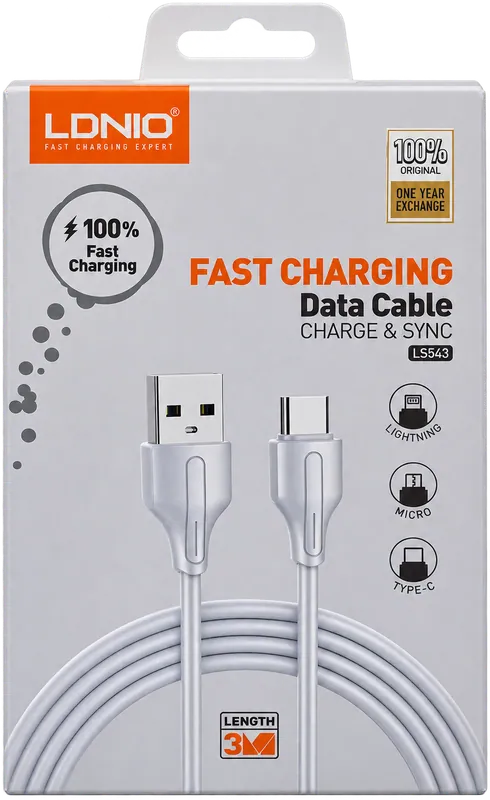 LDNIO®
FAST CHARGING EXPERT
100%
ORIGINAL
ONE YEAR
EXCHANGE
100%
Fast
Charging
FAST CHARGING
Data Cable
CHARGE & SYNC
LS543
LIGHTNING
MICRO
TYPE-C
LENGTH
3M